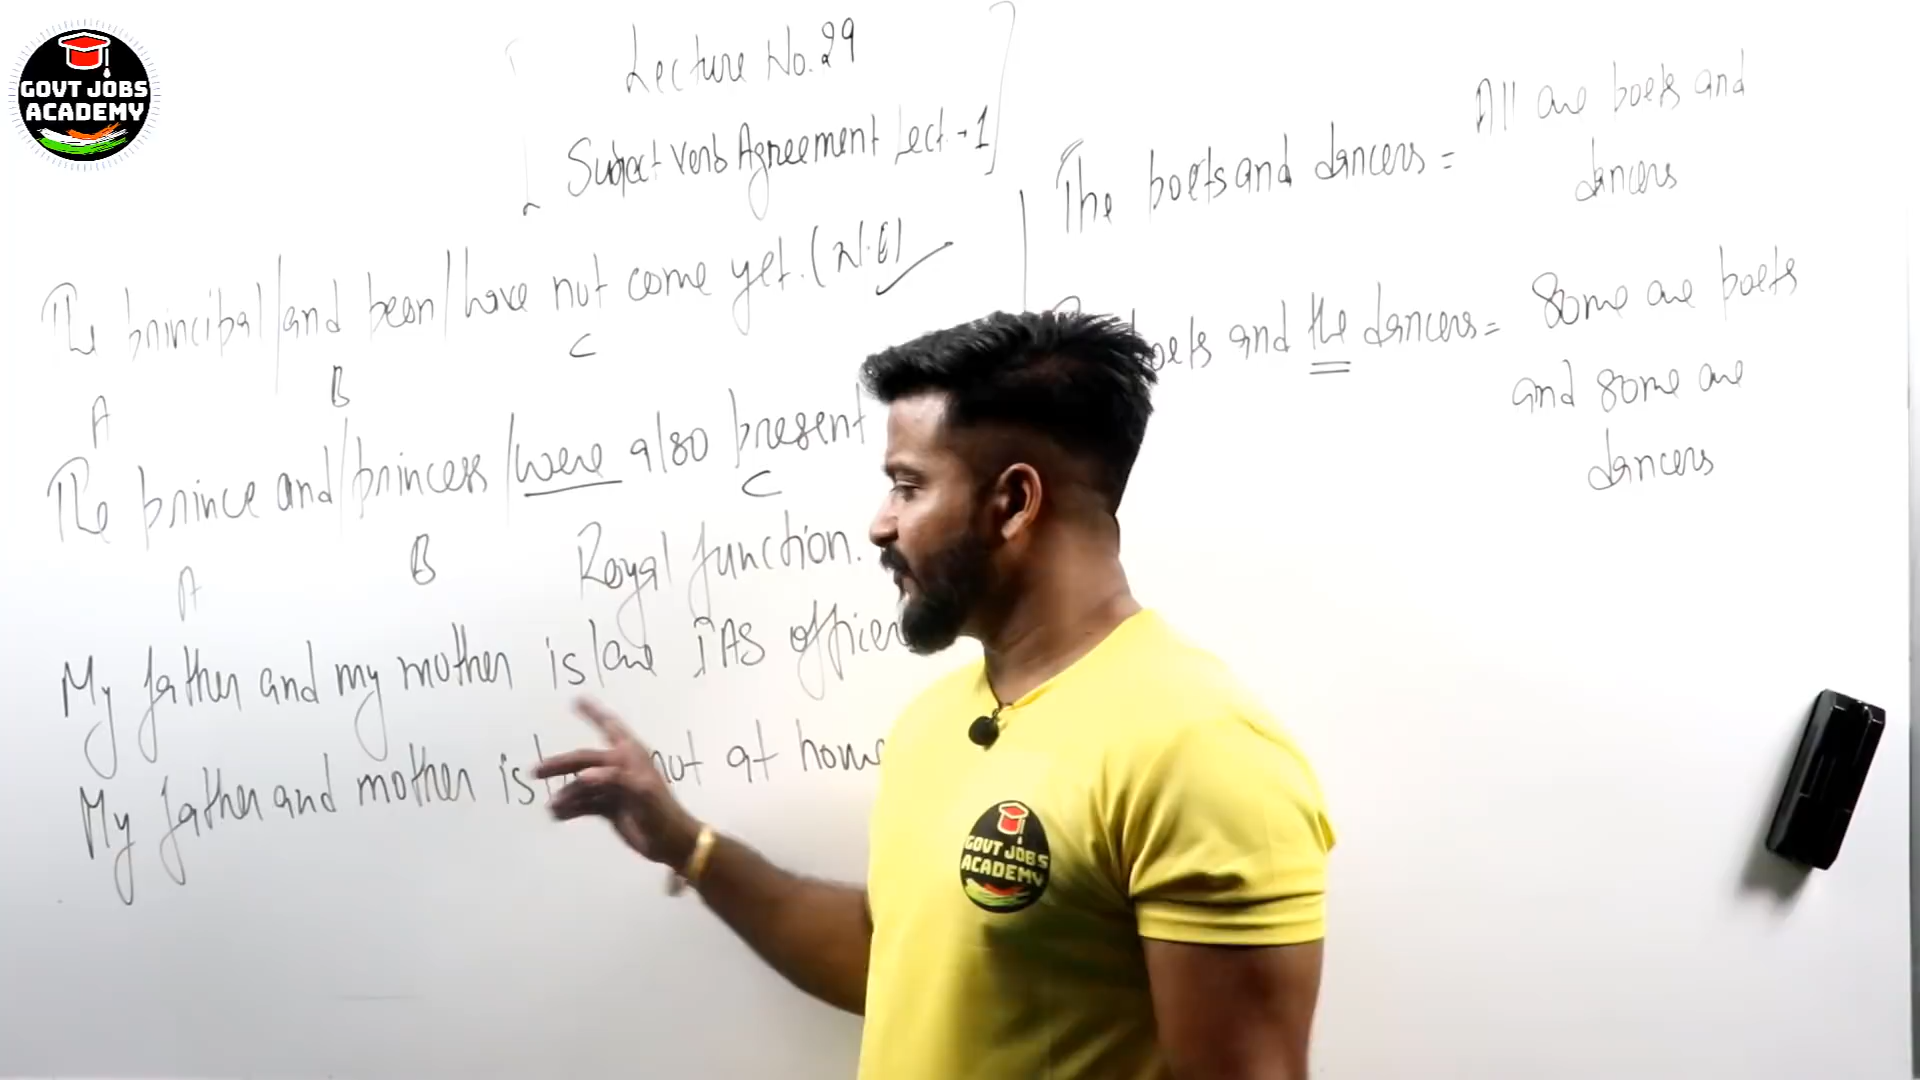 GOVT JOBS
ACADEMY
Lecture No.29
[Subject Verb Agreement Lect.-1]
The principal/and pean/have not come yet.(N.E)
A B C
The prince and/princess/were also present
A B C
Royal function.
My father and my mother is/are IAS officer
My father and mother is/ not at home
The poets and dancers = All are poets and
dancers
poets and the dancers = Some are poets
and some are
dancers
GOVT JOBS
ACADEMY